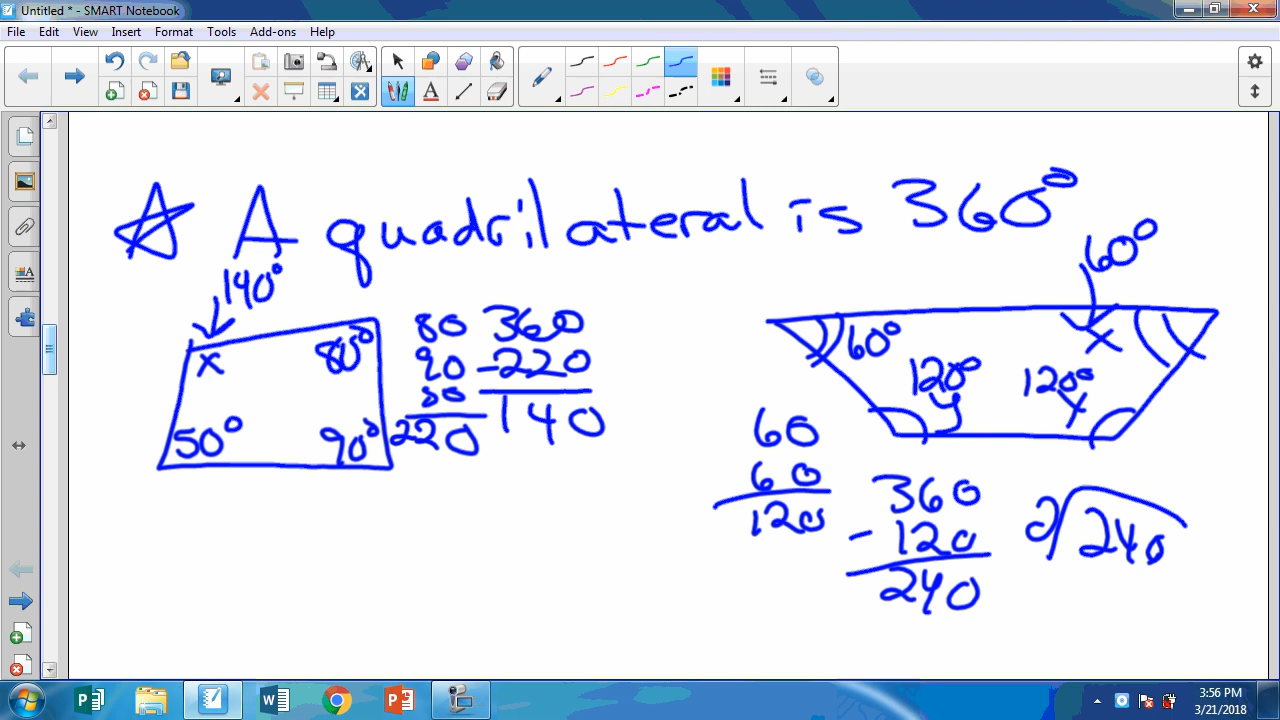 Untitled * - SMART Notebook
File Edit View Insert Format Tools Add-ons Help
A quadrilateral is 360°
140°
x 80°
50° 90°
80
90
220
360
-220
140
60°
60° x
120° 120°
y y
60
60
120
360
- 120
240
2 240
3:56 PM
3/21/2018